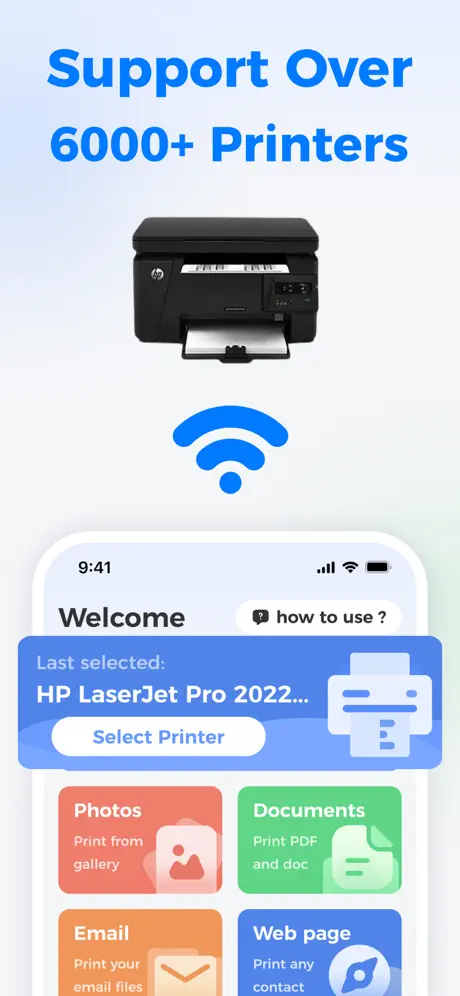 Support Over
6000+ Printers
hp
9:41
Welcome
? how to use ?
Last selected:
HP LaserJet Pro 2022...
Select Printer
Photos
Print from
gallery
Documents
Print PDF
and doc
Email
Print your
email files
Web page
Print any
contact